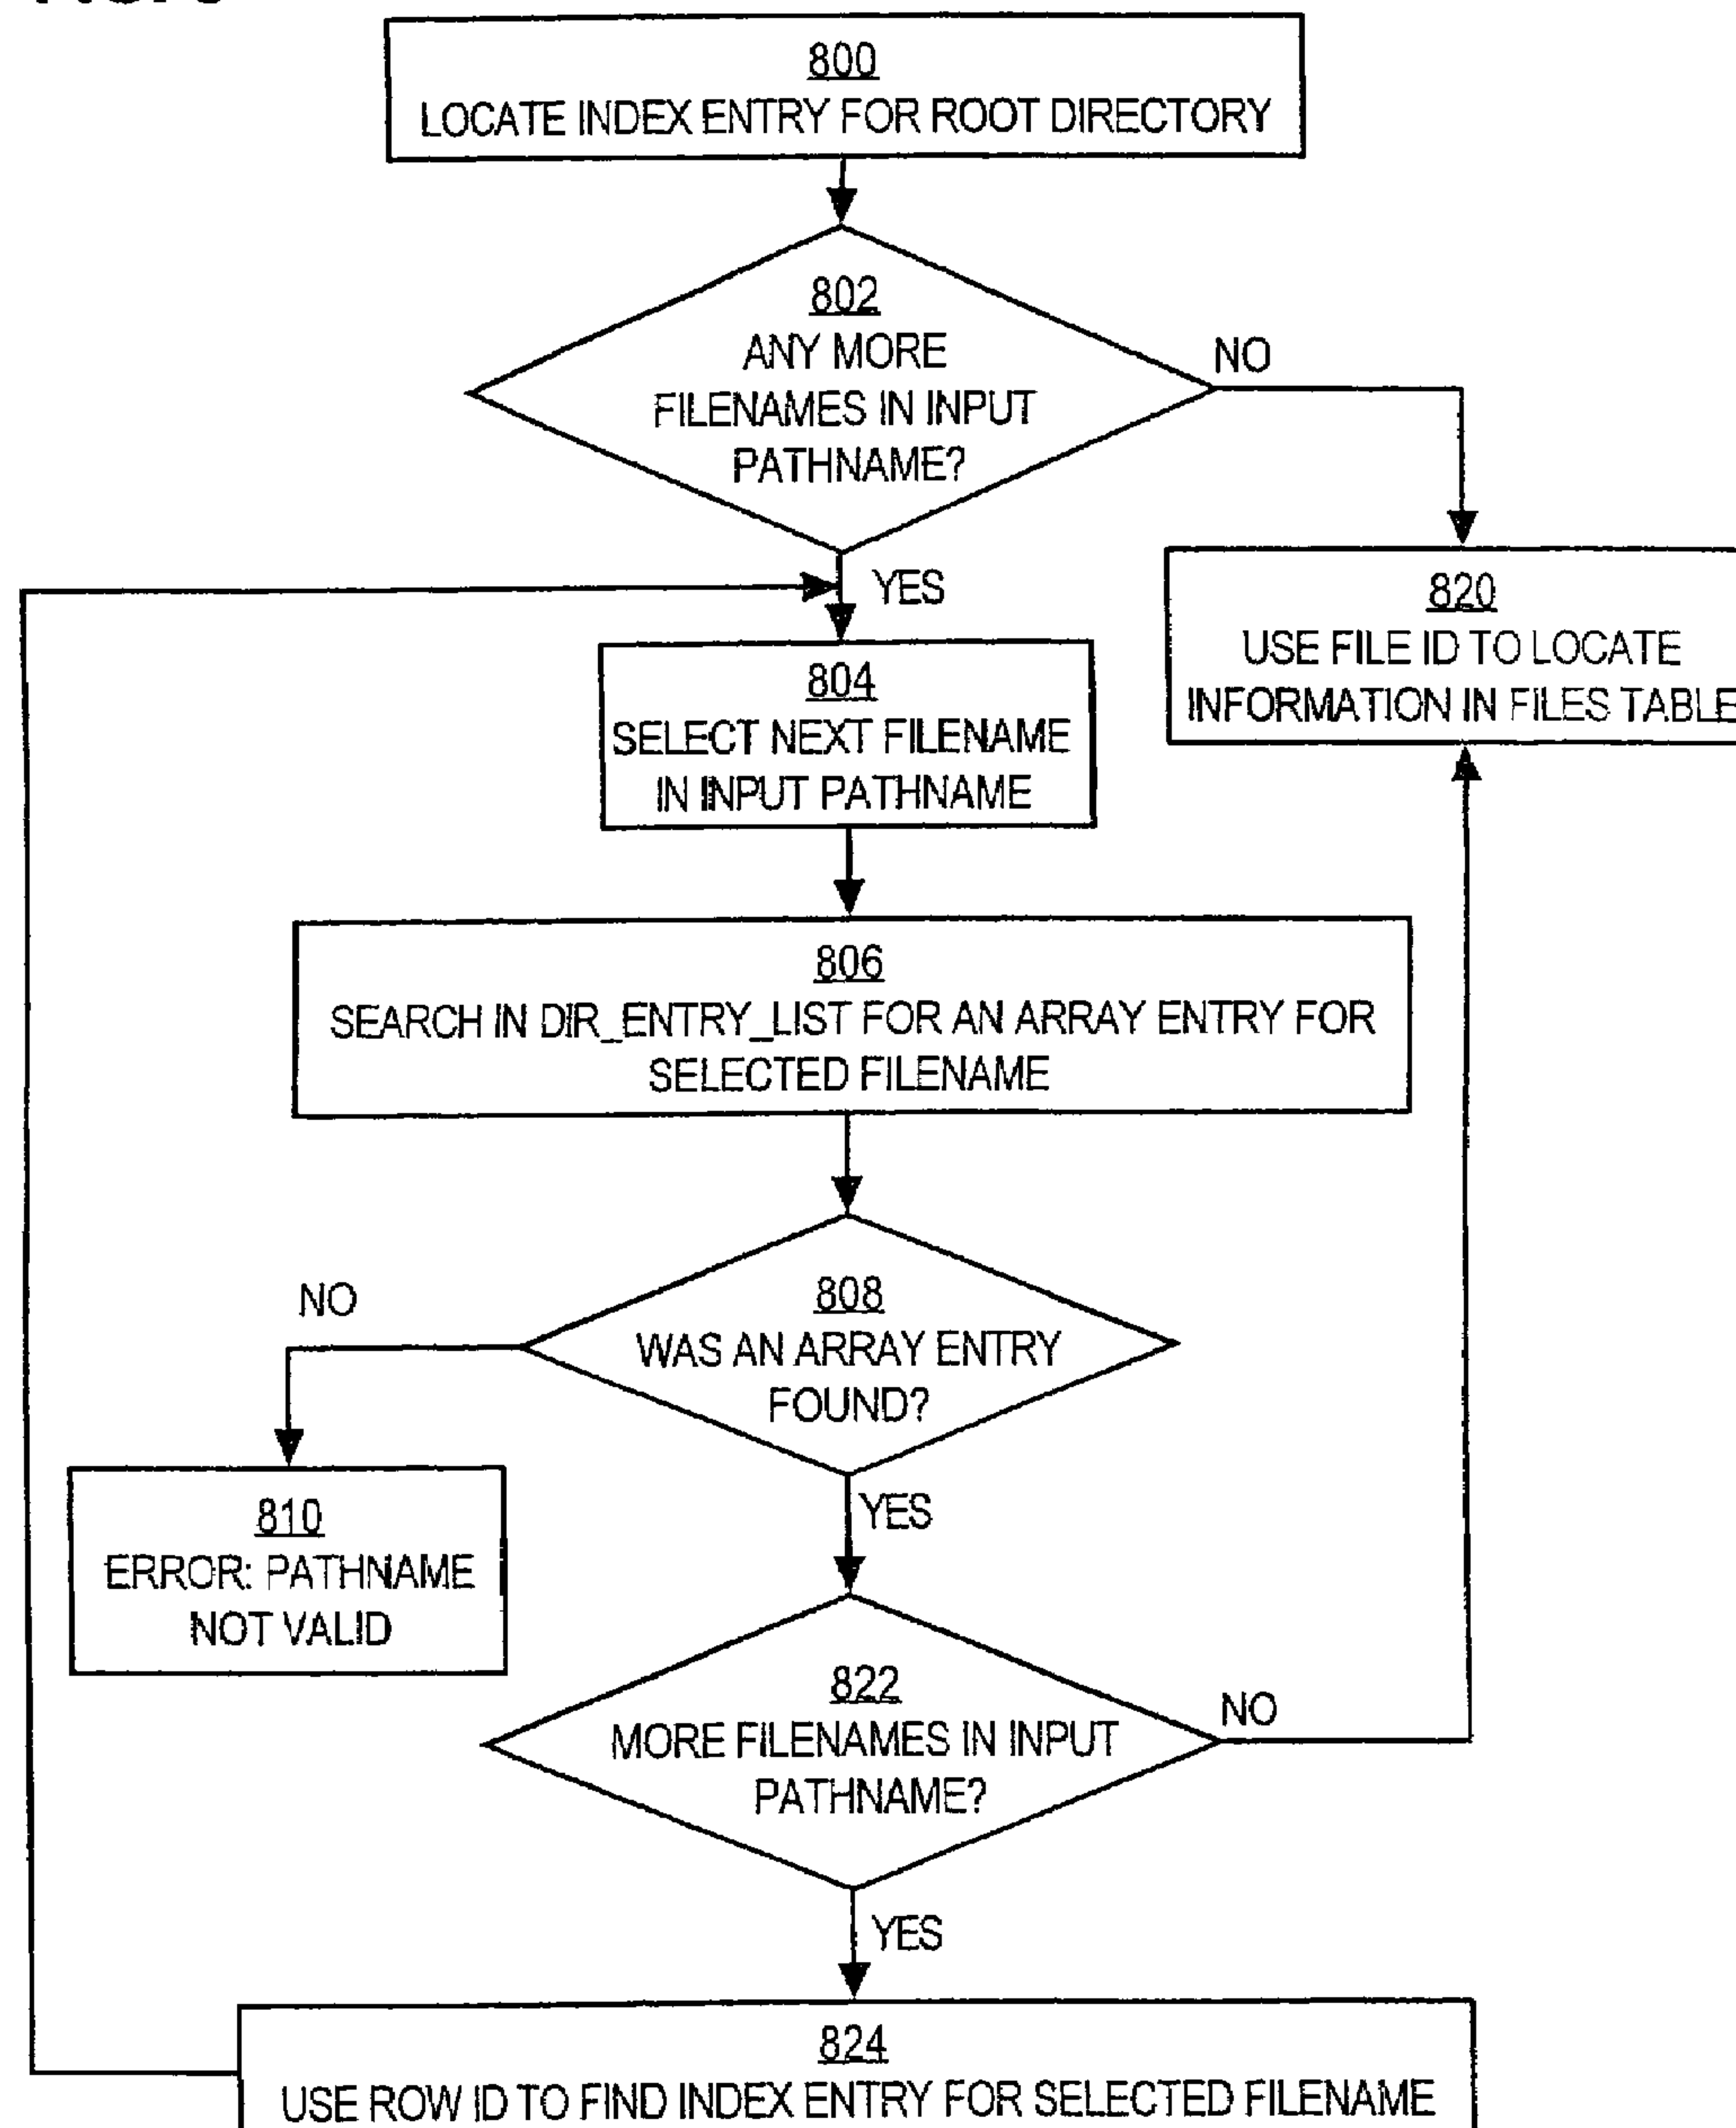 800
LOCATE INDEX ENTRY FOR ROOT DIRECTORY
802
ANY MORE
FILENAMES IN INPUT
PATHNAME?
NO
YES
820
USE FILE ID TO LOCATE
INFORMATION IN FILES TABLE
804
SELECT NEXT FILENAME
IN INPUT PATHNAME
806
SEARCH IN DIR_ENTRY_LIST FOR AN ARRAY ENTRY FOR
SELECTED FILENAME
808
WAS AN ARRAY ENTRY
FOUND?
NO
YES
810
ERROR: PATHNAME
NOT VALID
822
MORE FILENAMES IN INPUT
PATHNAME?
NO
YES
824
USE ROW ID TO FIND INDEX ENTRY FOR SELECTED FILENAME